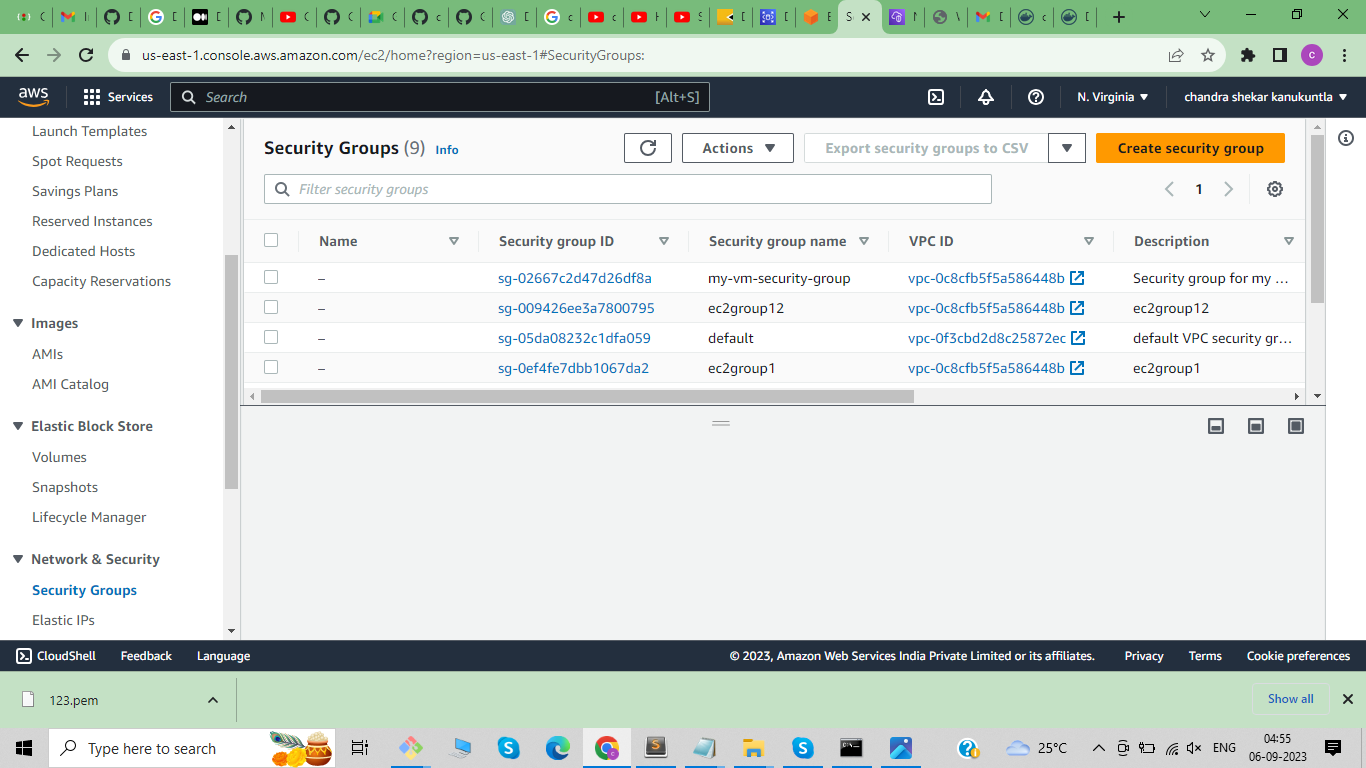 us-east-1.console.aws.amazon.com/ec2/home?region=us-east-1#SecurityGroups:
aws
Services
Search
[Alt+S]
N. Virginia
chandra shekar kanukuntla
Launch Templates
Spot Requests
Savings Plans
Reserved Instances
Dedicated Hosts
Capacity Reservations
Images
AMIs
AMI Catalog
Elastic Block Store
Volumes
Snapshots
Lifecycle Manager
Network & Security
Security Groups
Elastic IPs
Security Groups (9) Info
Actions
Export security groups to CSV
Create security group
Filter security groups
1
Name Security group ID Security group name VPC ID Description
– sg-02667c2d47d26df8a my-vm-security-group vpc-0c8cfb5f5a586448b Security group for my ...
– sg-009426ee3a7800795 ec2group12 vpc-0c8cfb5f5a586448b ec2group12
– sg-05da08232c1dfa059 default vpc-0f3cbd2d8c25872ec default VPC security gr...
– sg-0ef4fe7dbb1067da2 ec2group1 vpc-0c8cfb5f5a586448b ec2group1
CloudShell Feedback Language
© 2023, Amazon Web Services India Private Limited or its affiliates. Privacy Terms Cookie preferences
123.pem
Show all
Type here to search
25°C
ENG
04:55
06-09-2023